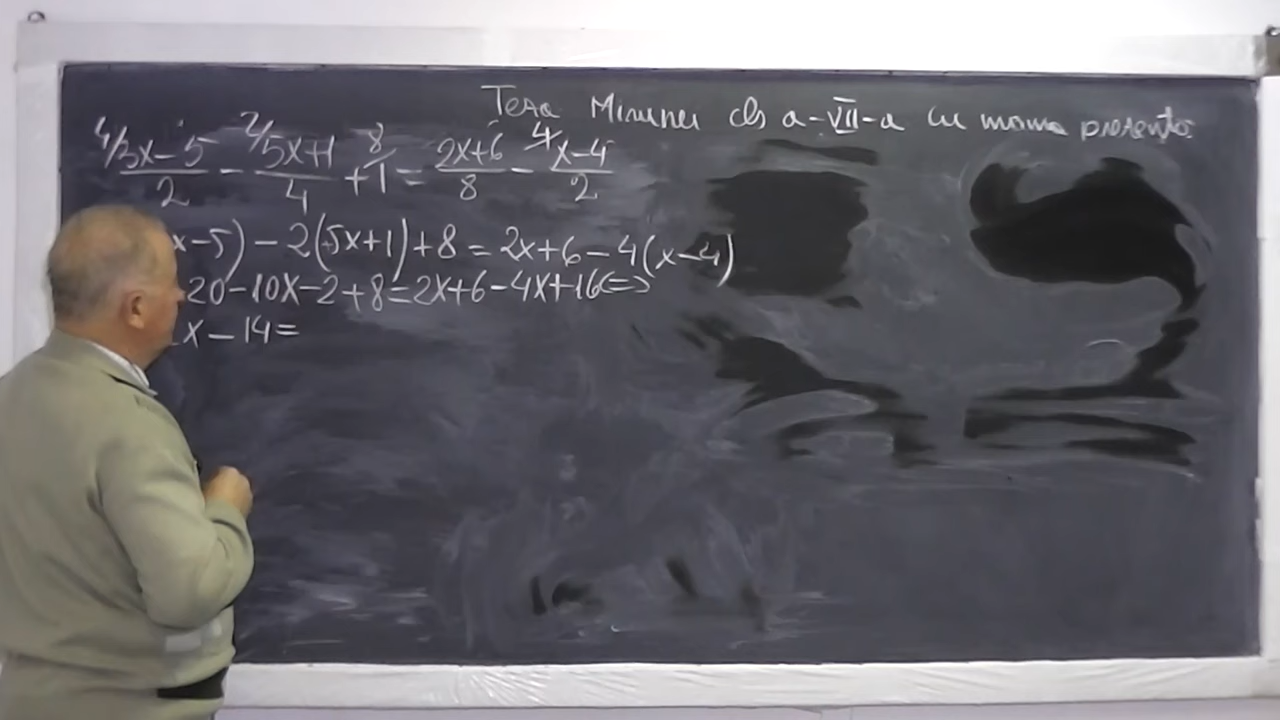 Teza Minunei cls a-VII-a cu mama prezentă
4/ 3x-5/2 - 2/ 5x+1/4 + 8/ 1 = 2x+6/8 - 4/ x-4/2
x-5) - 2(5x+1)+8 = 2x+6-4(x-4)
20-10x-2+8=2x+6-4x+16<=>
x-14=